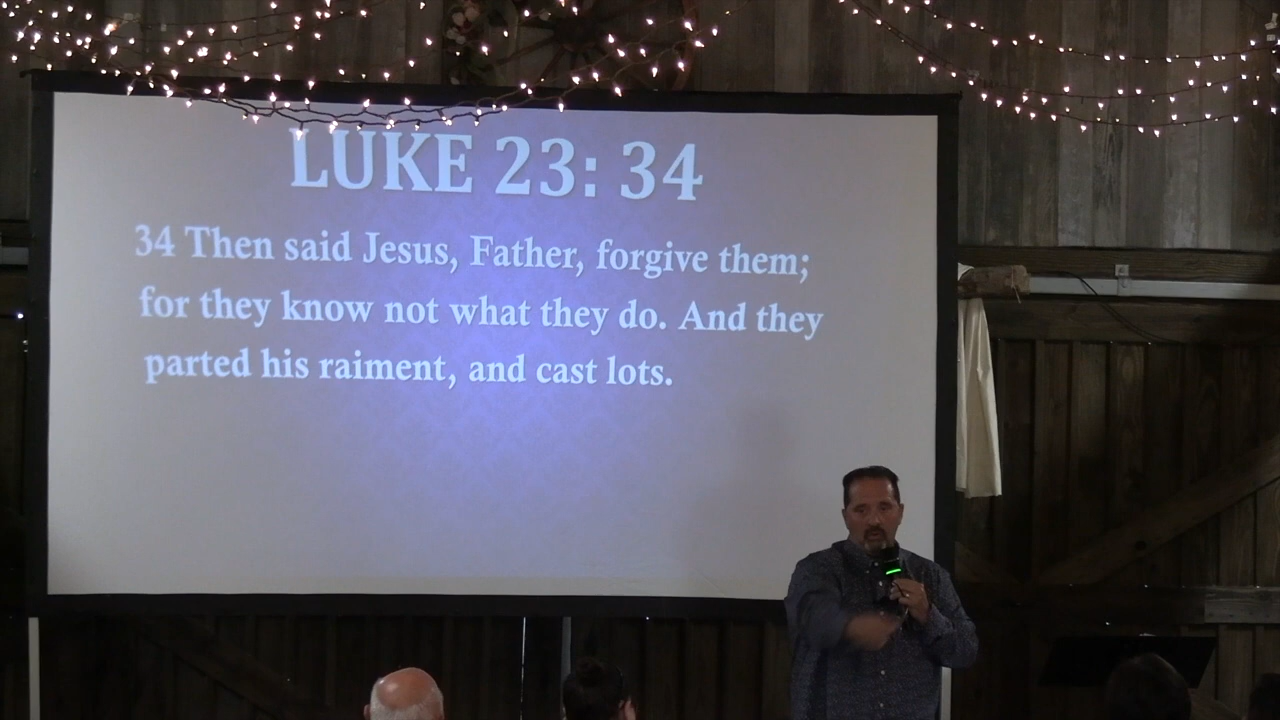 LUKE 23: 34
34 Then said Jesus, Father, forgive them;
for they know not what they do. And they
parted his raiment, and cast lots.